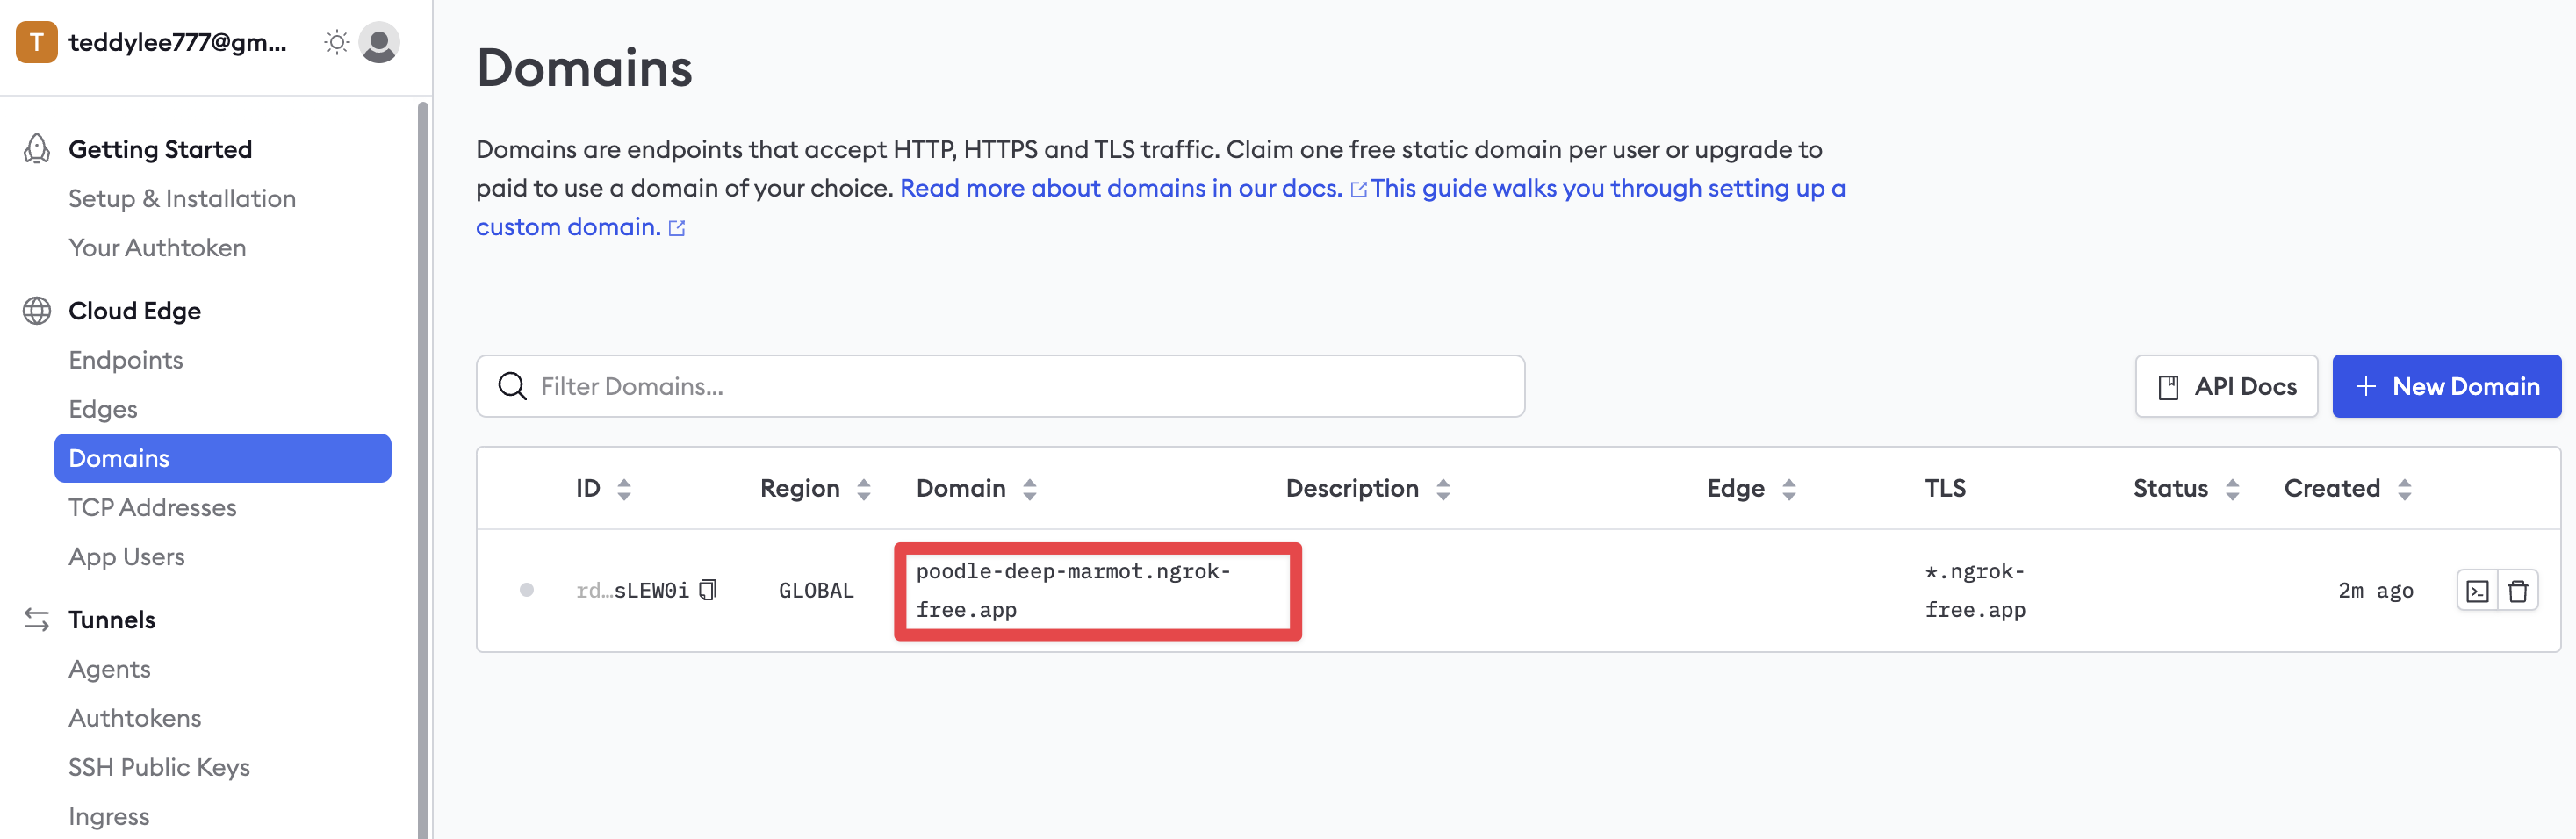 T teddylee777@gm...
Getting Started
Setup & Installation
Your Authtoken
Cloud Edge
Endpoints
Edges
Domains
TCP Addresses
App Users
Tunnels
Agents
Authtokens
SSH Public Keys
Ingress
Domains
Domains are endpoints that accept HTTP, HTTPS and TLS traffic. Claim one free static domain per user or upgrade to
paid to use a domain of your choice. Read more about domains in our docs. This guide walks you through setting up a
custom domain.
Filter Domains...
API Docs
+ New Domain
ID Region Domain Description Edge TLS Status Created
rd...sLEW0i GLOBAL poodle-deep-marmot.ngrok- *.ngrok- 2m ago
free.app free.app